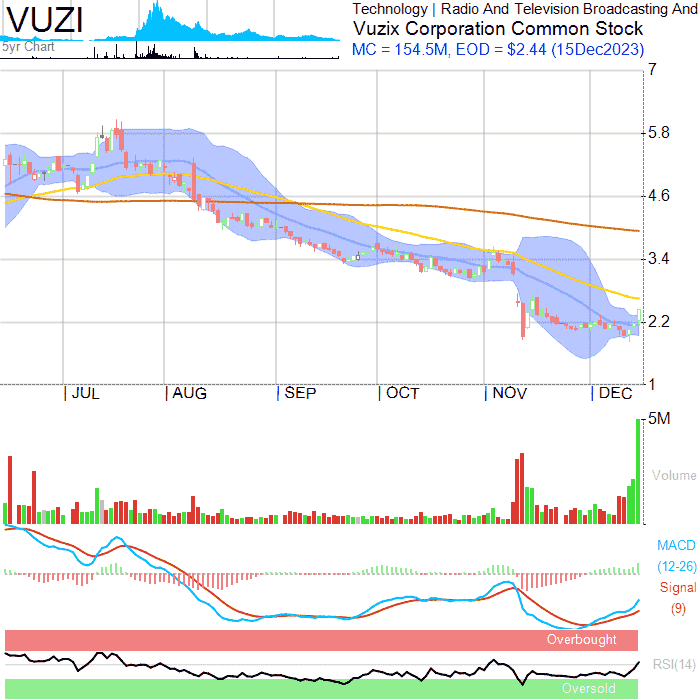 VUZI
5yr Chart
Technology | Radio And Television Broadcasting And
Vuzix Corporation Common Stock
MC = 154.5M, EOD = $2.44 (15Dec2023)
7
5.8
4.6
3.4
2.2
1
JUL
AUG
SEP
OCT
NOV
DEC
5M
Volume
MACD
(12-26)
Signal
(9)
Overbought
RSI(14)
Oversold